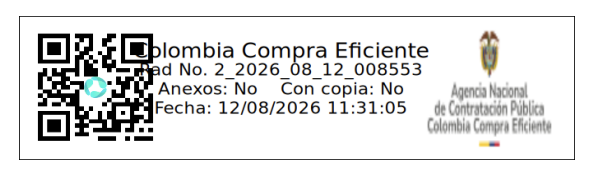 Colombia Compra Eficiente
Rad No. 2_2026_08_12_008553
Anexos: No Con copia: No
Fecha: 12/08/2026 11:31:05
Agencia Nacional
de Contratación Pública
Colombia Compra Eficiente